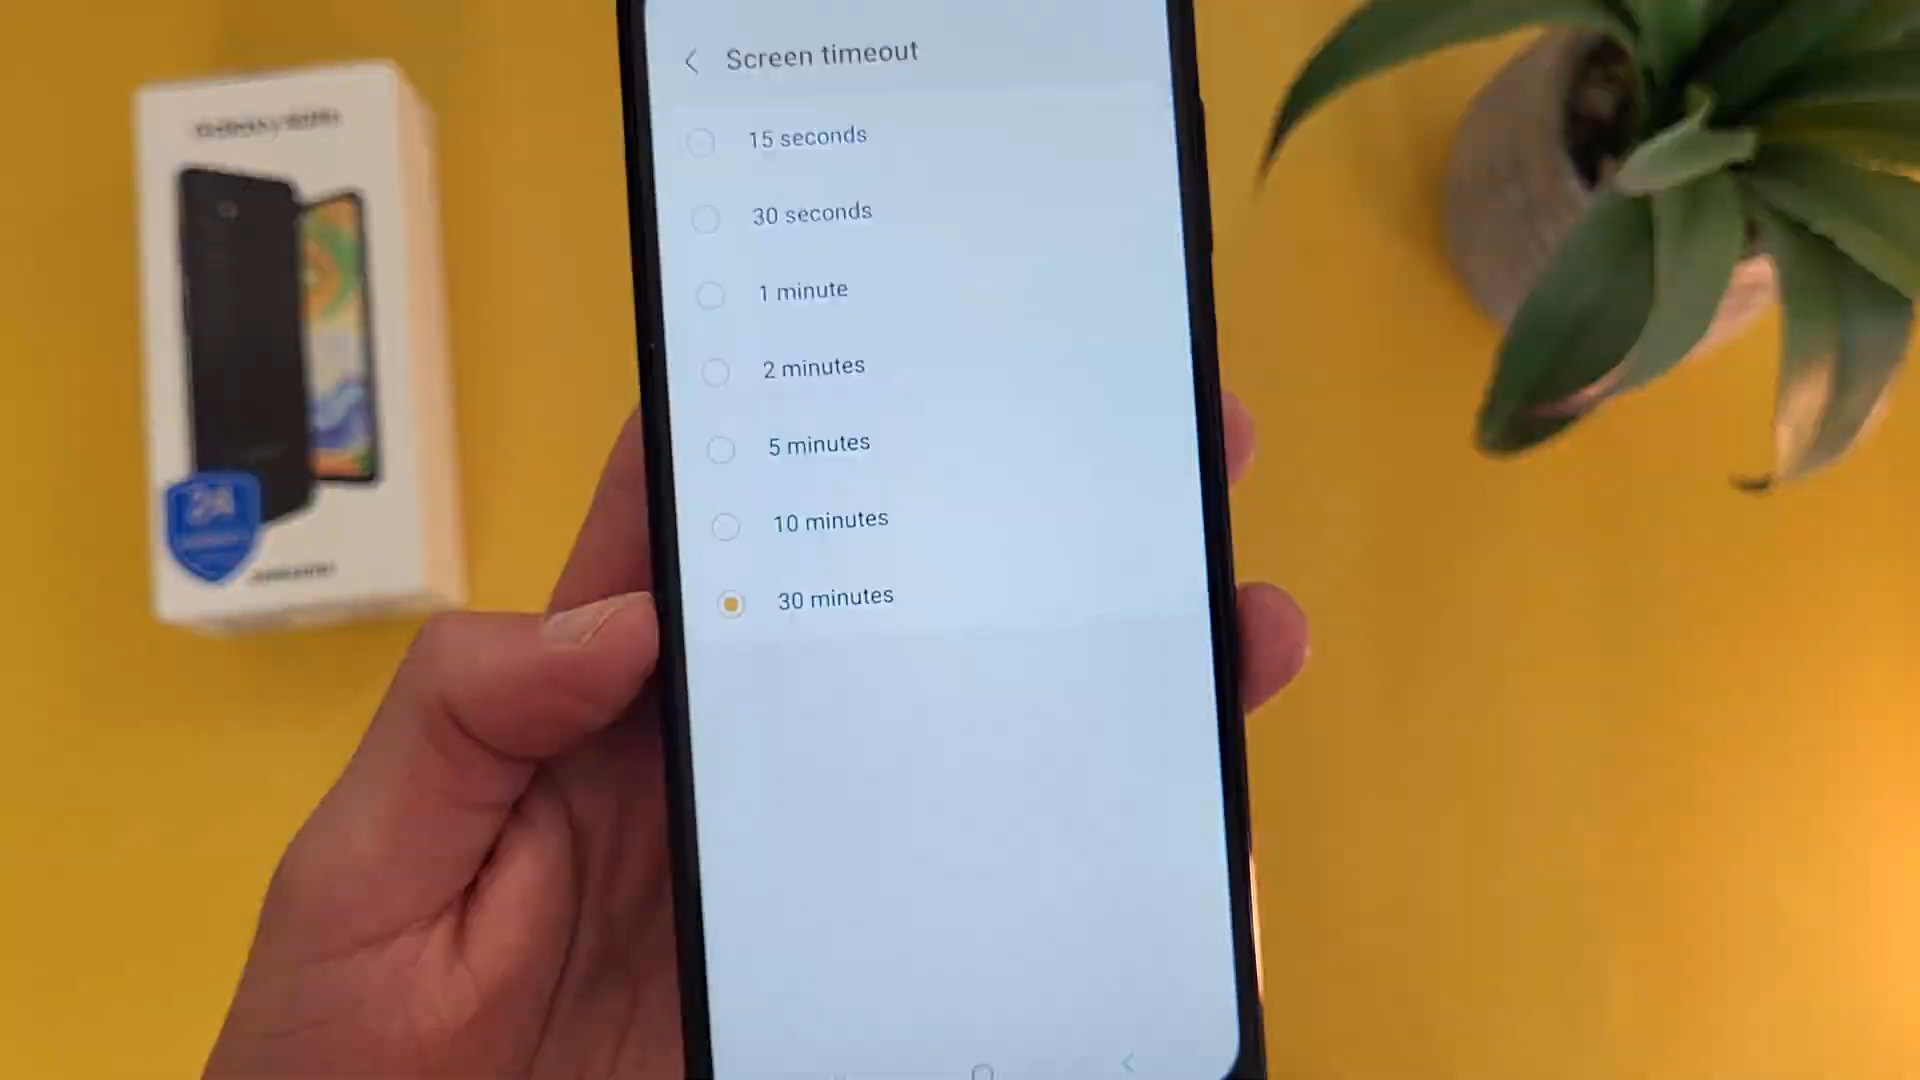 Screen timeout
15 seconds
30 seconds
1 minute
2 minutes
5 minutes
10 minutes
30 minutes